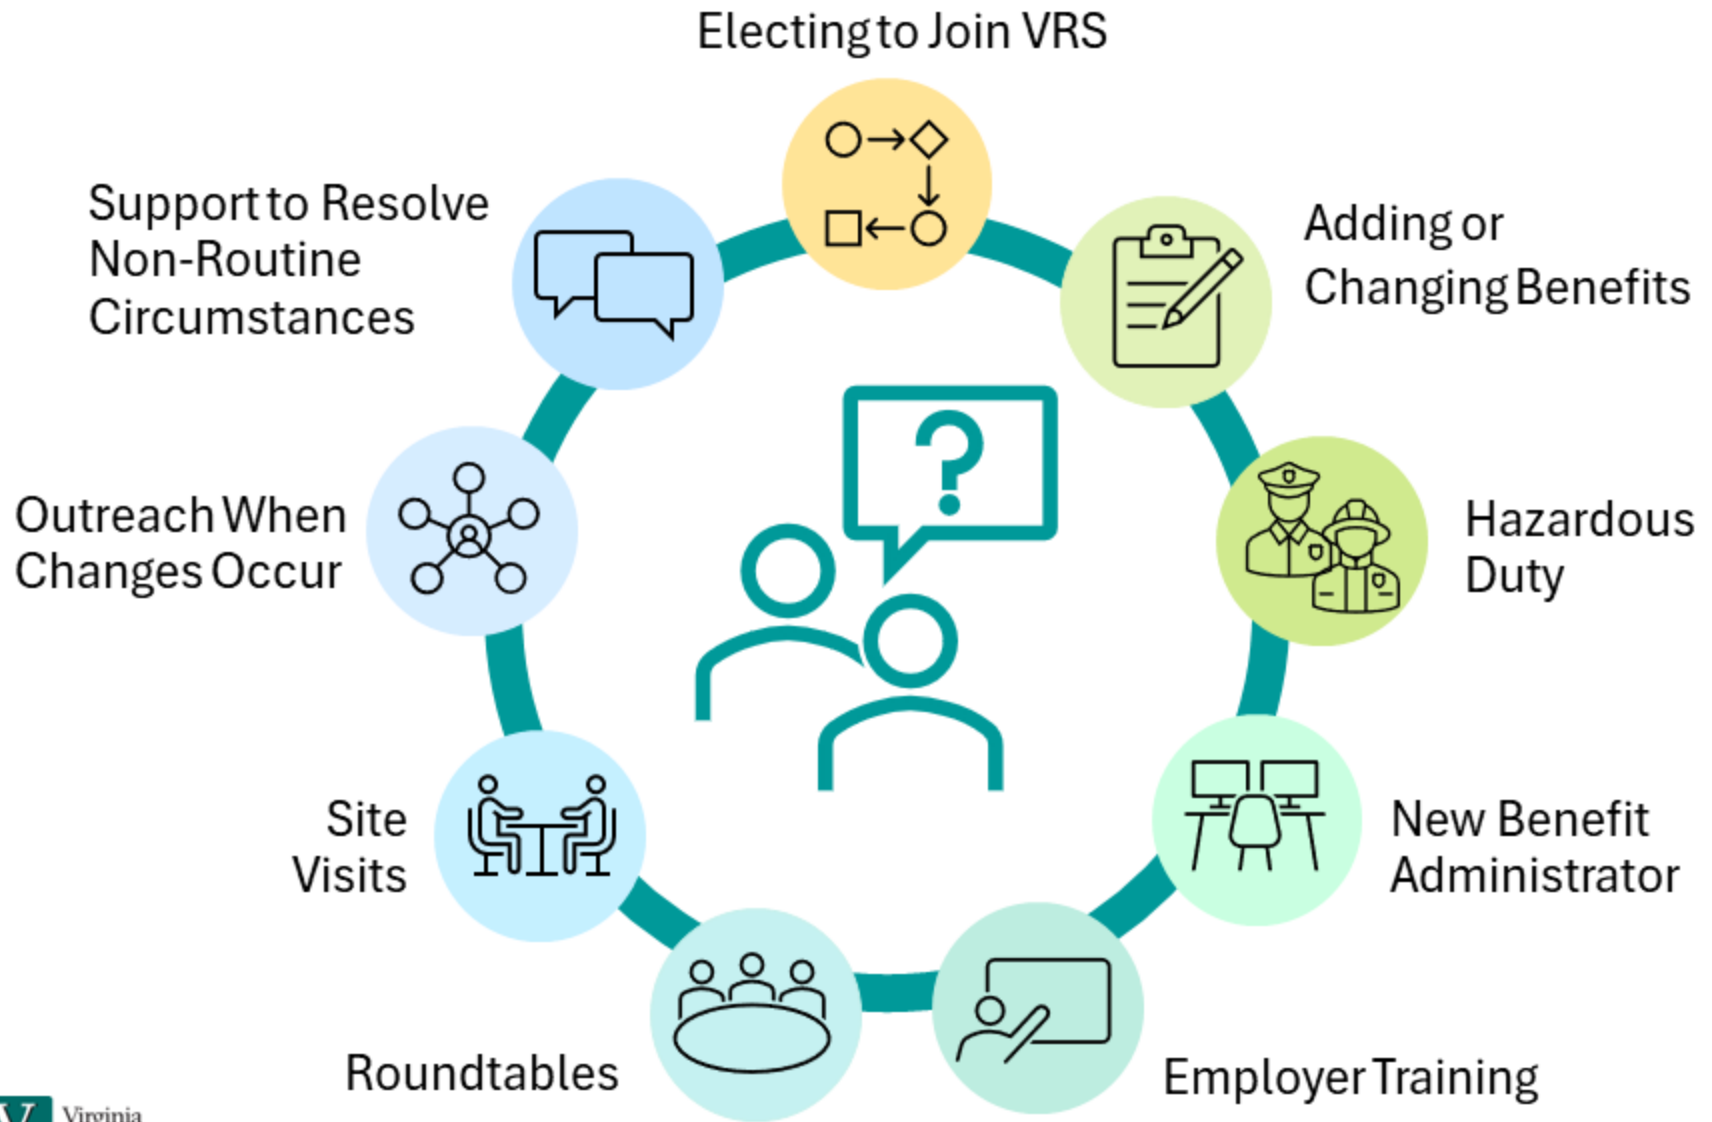 Electing to Join VRS
Adding or
Changing Benefits
Hazardous
Duty
New Benefit
Administrator
Employer Training
Roundtables
Site
Visits
Outreach When
Changes Occur
Support to Resolve
Non-Routine
Circumstances
?
Virginia